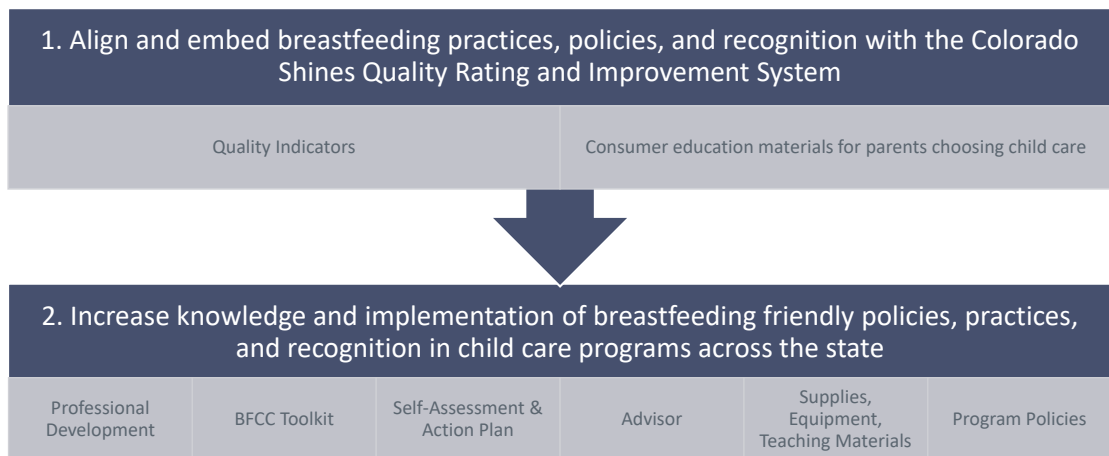 1. Align and embed breastfeeding practices, policies, and recognition with the Colorado
Shines Quality Rating and Improvement System
Quality Indicators
Consumer education materials for parents choosing child care
2. Increase knowledge and implementation of breastfeeding friendly policies, practices,
and recognition in child care programs across the state
Professional
Development
BFCC Toolkit
Self-Assessment &
Action Plan
Advisor
Supplies,
Equipment,
Teaching Materials
Program Policies